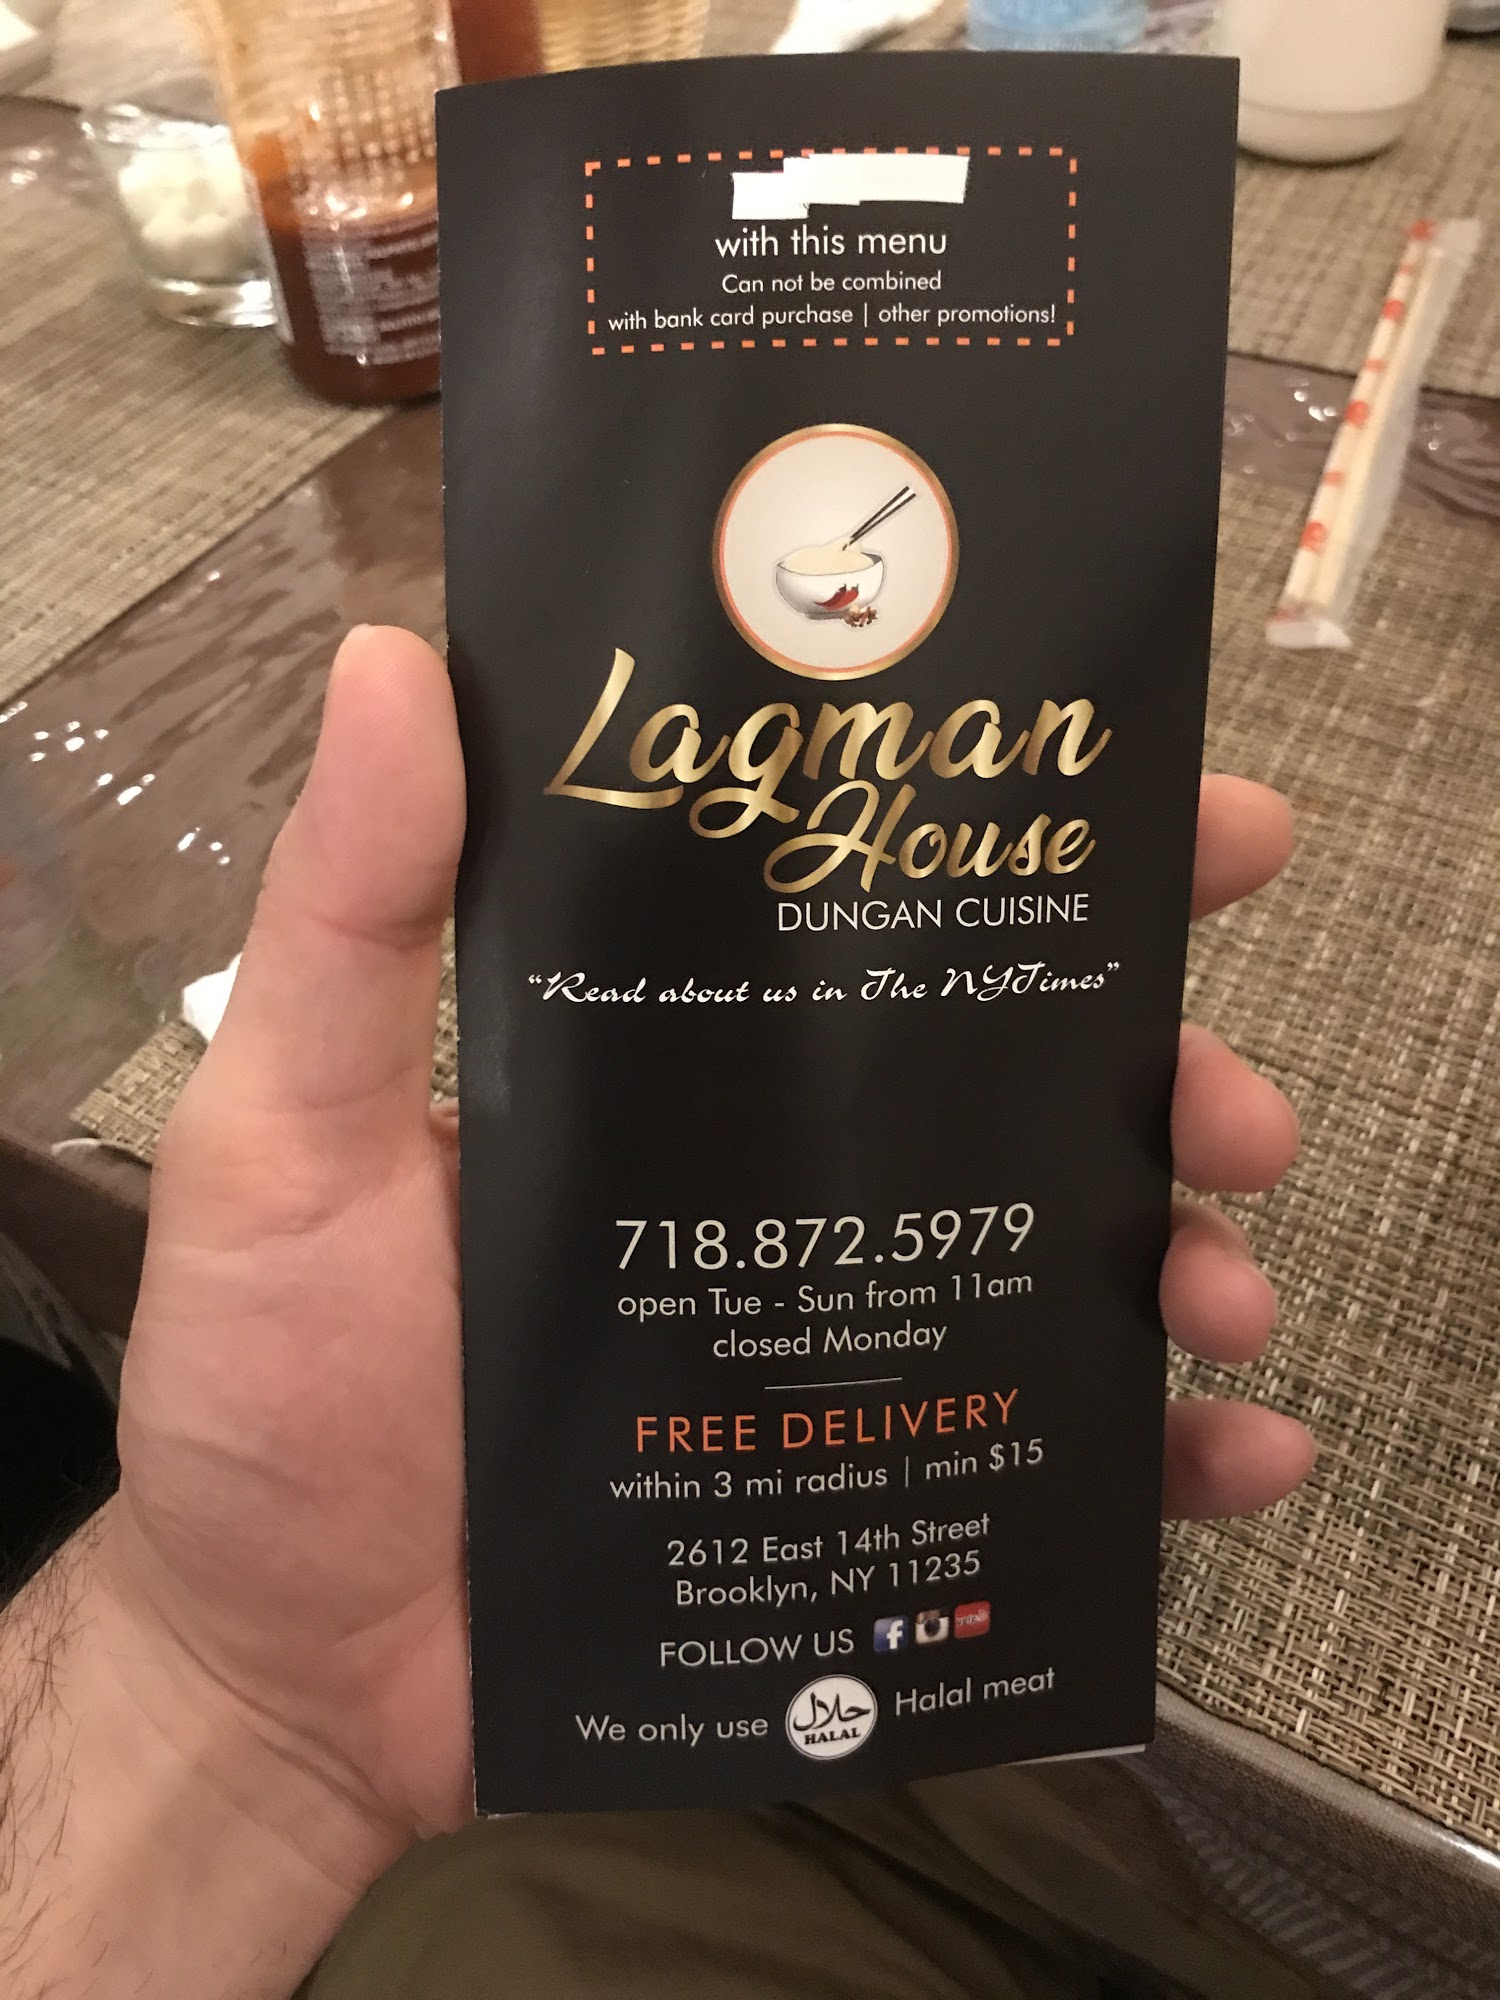 with this menu
Can not be combined
with bank card purchase | other promotions!
Lagman
House
DUNGAN CUISINE
"Read about us in The NYTimes"
718.872.5979
open Tue - Sun from 11am
closed Monday
FREE DELIVERY
within 3 mi radius | min $15
2612 East 14th Street
Brooklyn, NY 11235
FOLLOW US f
We only use حلال HALAL Halal meat